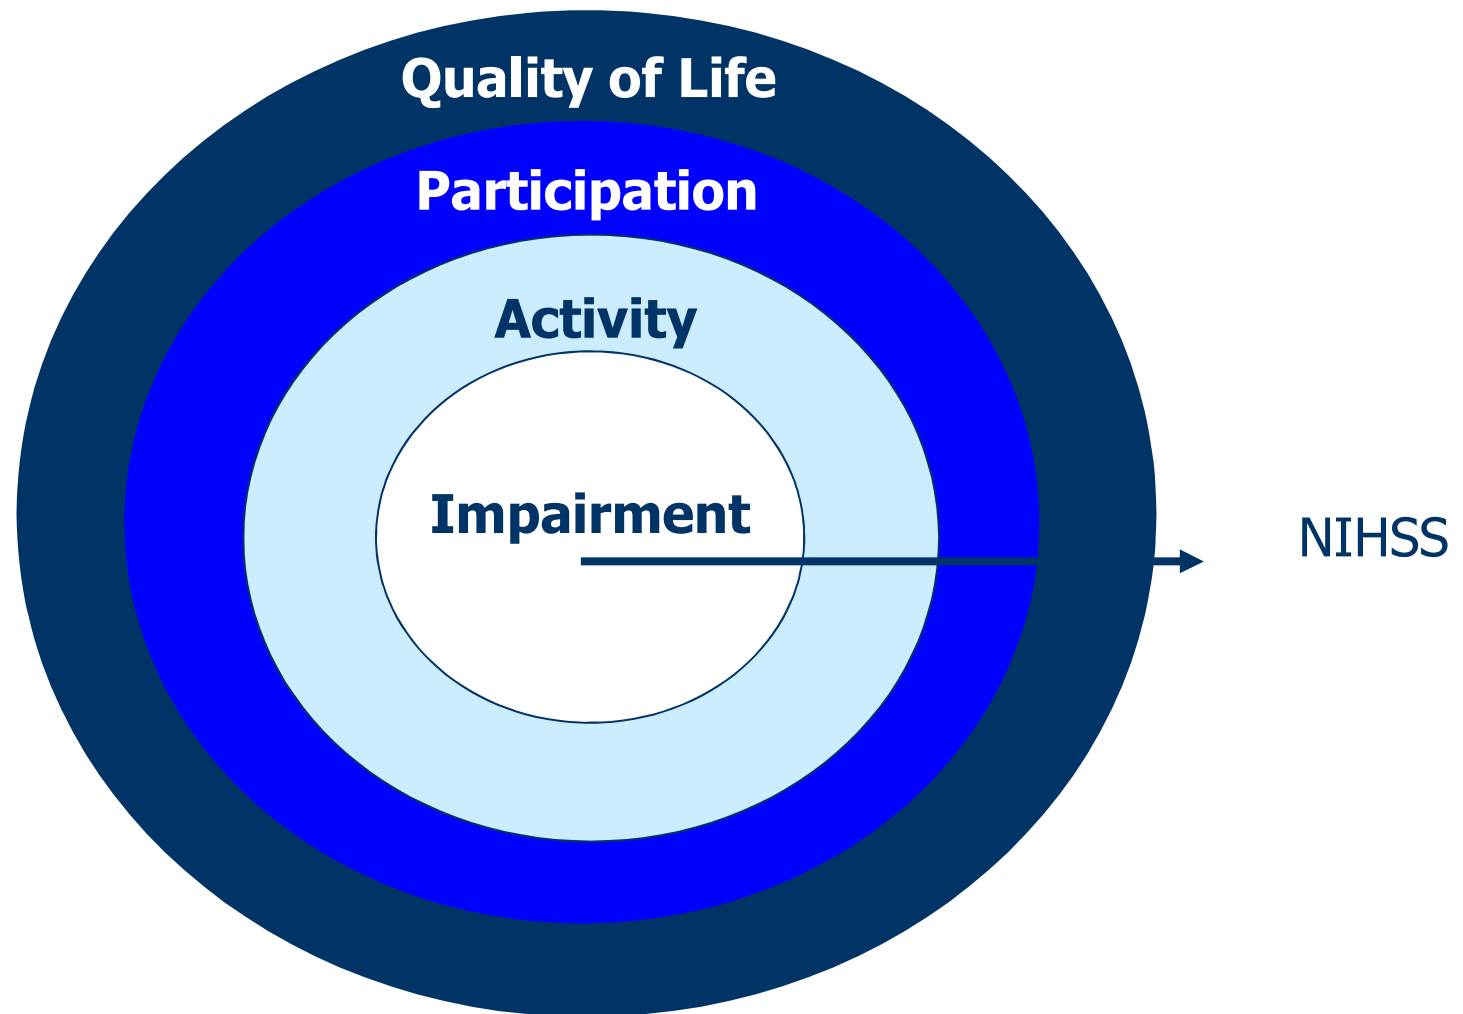 Quality of Life
Participation
Activity
Impairment
NIHSS